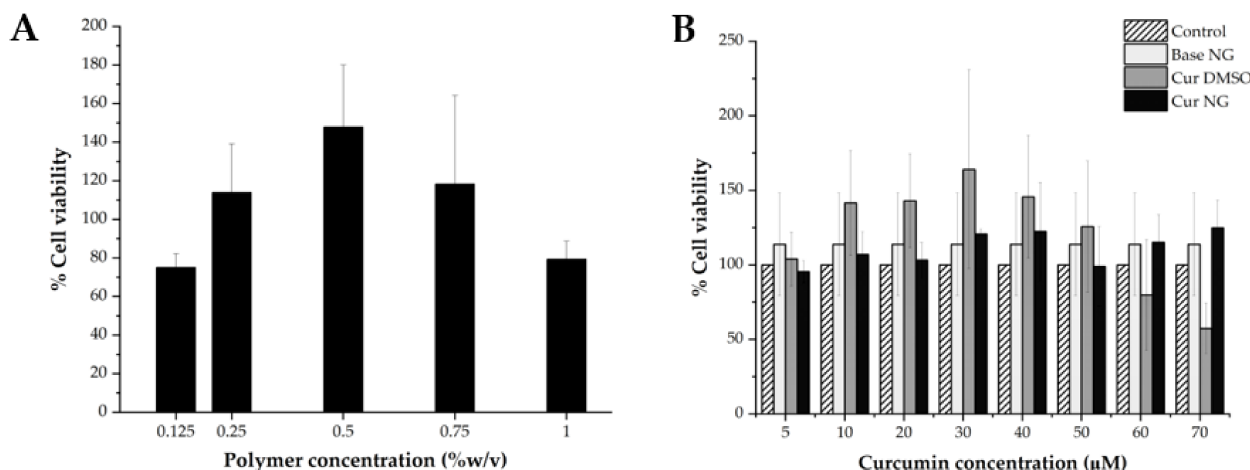 A
% Cell viability
200
180
160
140
120
100
80
60
40
20
0
0.125 0.25 0.5 0.75 1
Polymer concentration (%w/v)
B
Control
Base NG
Cur DMSO
Cur NG
% Cell viability
250
200
150
100
50
0
5 10 20 30 40 50 60 70
Curcumin concentration (µM)